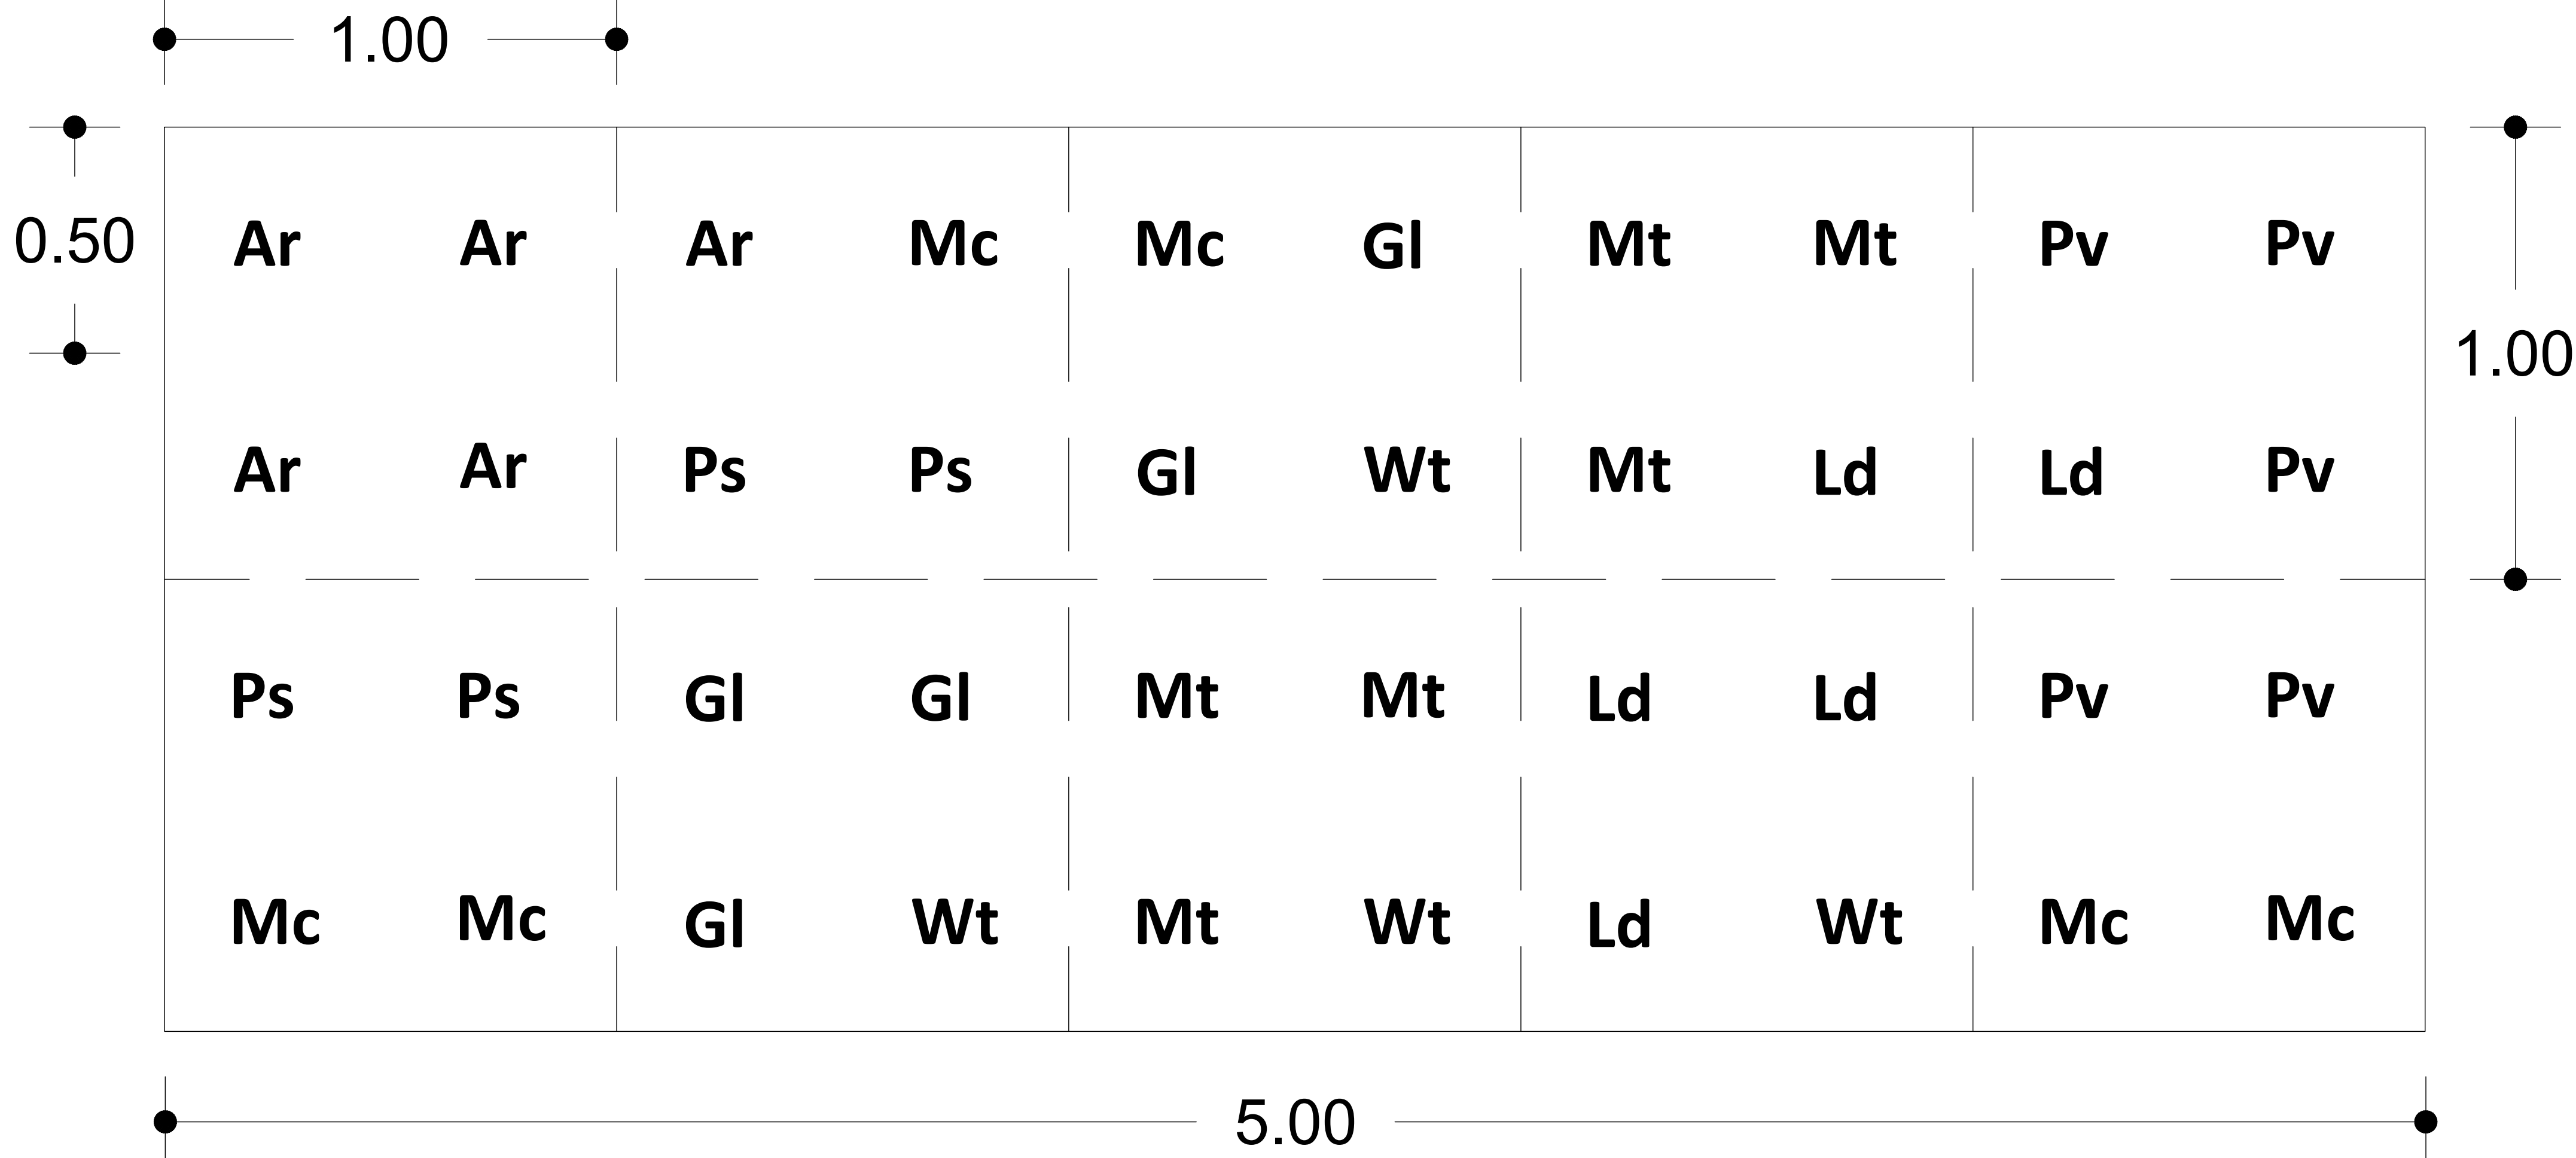 1.00
0.50
Ar Ar Ar Mc Mc Gl Mt Mt Pv Pv
1.00
Ar Ar Ps Ps Gl Wt Mt Ld Ld Pv
Ps Ps Gl Gl Mt Mt Ld Ld Pv Pv
Mc Mc Gl Wt Mt Wt Ld Wt Mc Mc
5.00